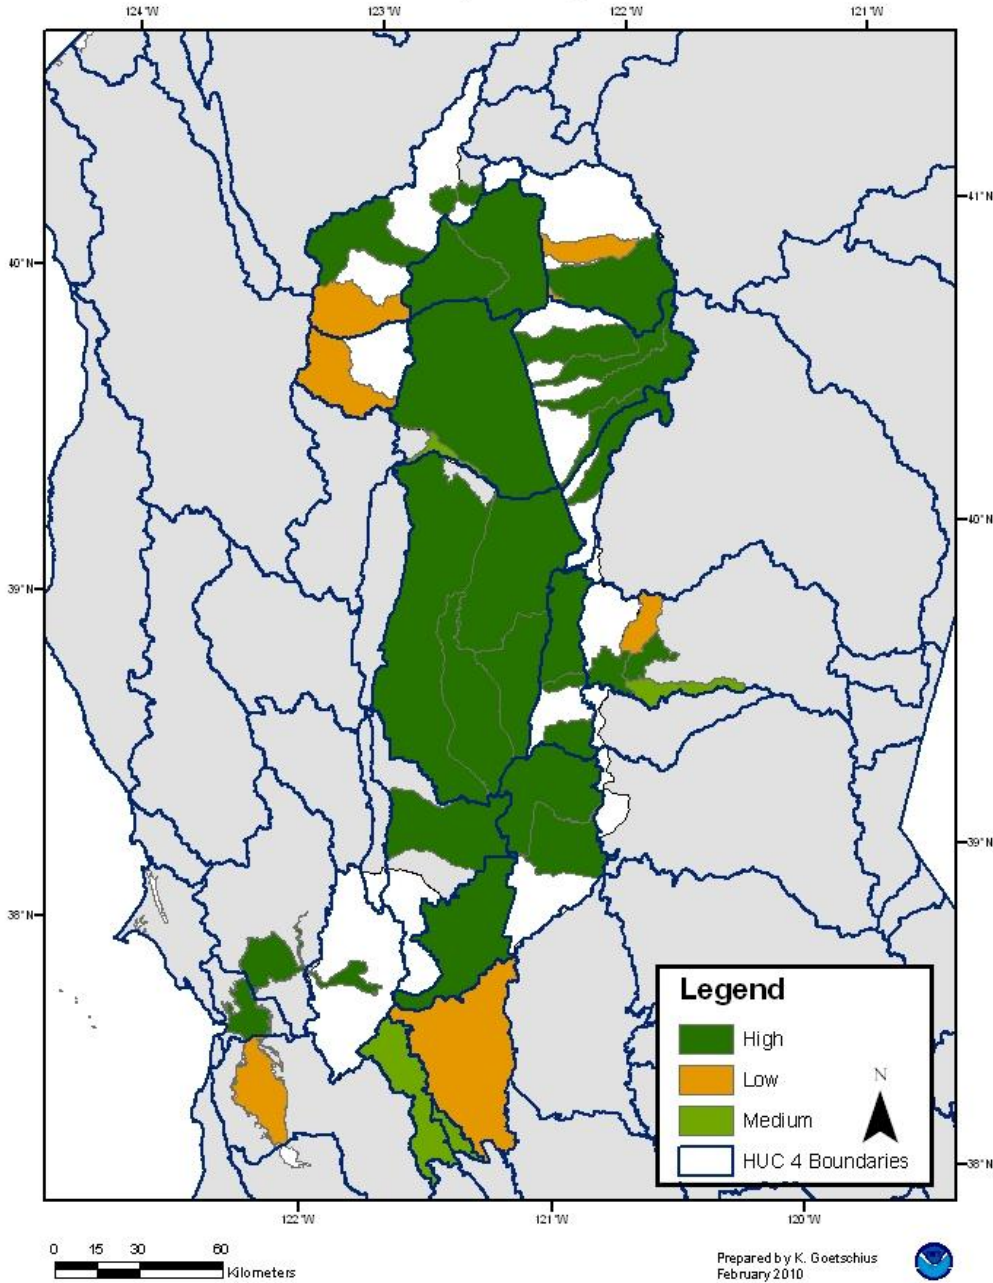 124°W 123°W 122°W 121°W
41°N
40°N
40°N
39°N
39°N
38°N
Legend
High
Low
N
Medium
HUC 4 Boundaries
38°N
122°W 121°W 120°W
0 15 30 60
Kilometers
Prepared by K. Goetschius
February 2010